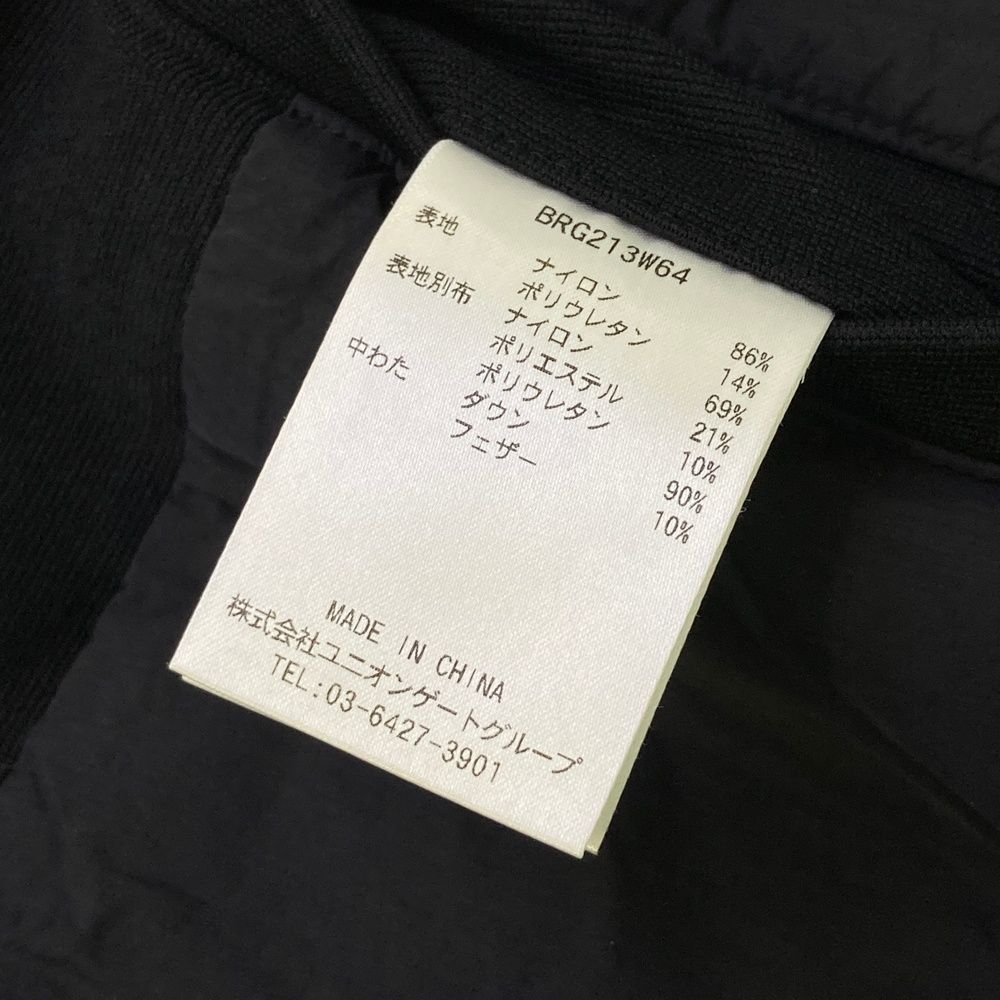 BRG213W64
表地 ナイロン 86%
ポリウレタン 14%
表地別布 ナイロン 69%
ポリエステル 21%
ポリウレタン 10%
中わた ダウン 90%
フェザー 10%
MADE IN CHINA
株式会社ユニオンゲートグループ
TEL:03-6427-3901